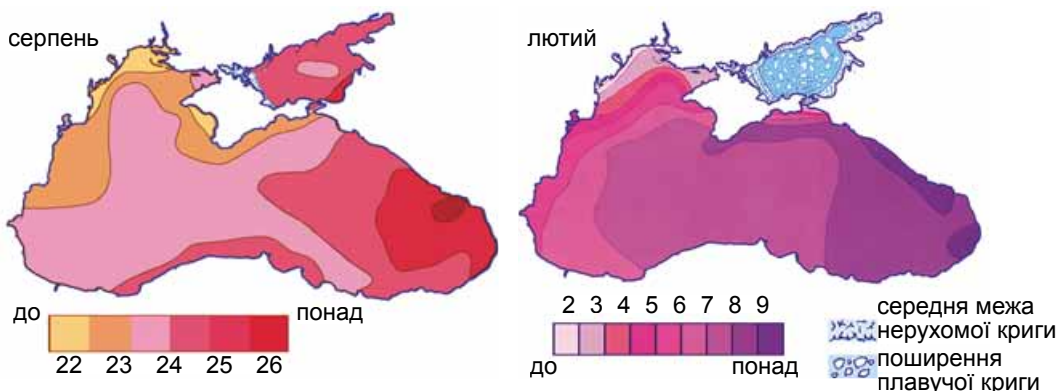 серпень
до понад
22 23 24 25 26
лютий
2 3 4 5 6 7 8 9
до понад
середня межа
нерухомої криги
поширення
плавучої криги